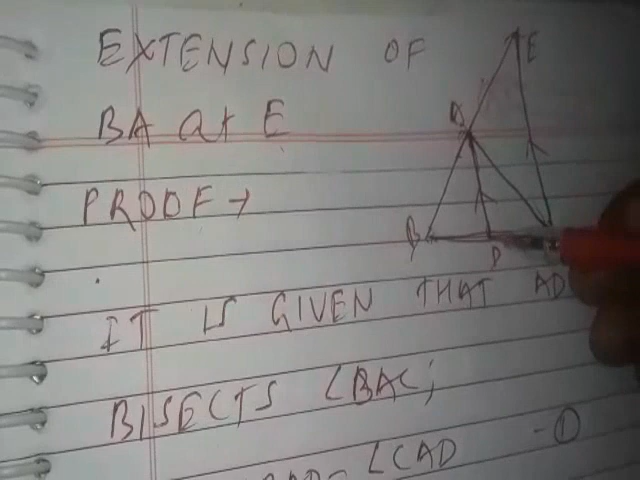 EXTENSION OF
BA at E
PROOF →
IT IS GIVEN THAT AD
BISECTS ∠BAC;
∠CAD - ①
E
A
B
D